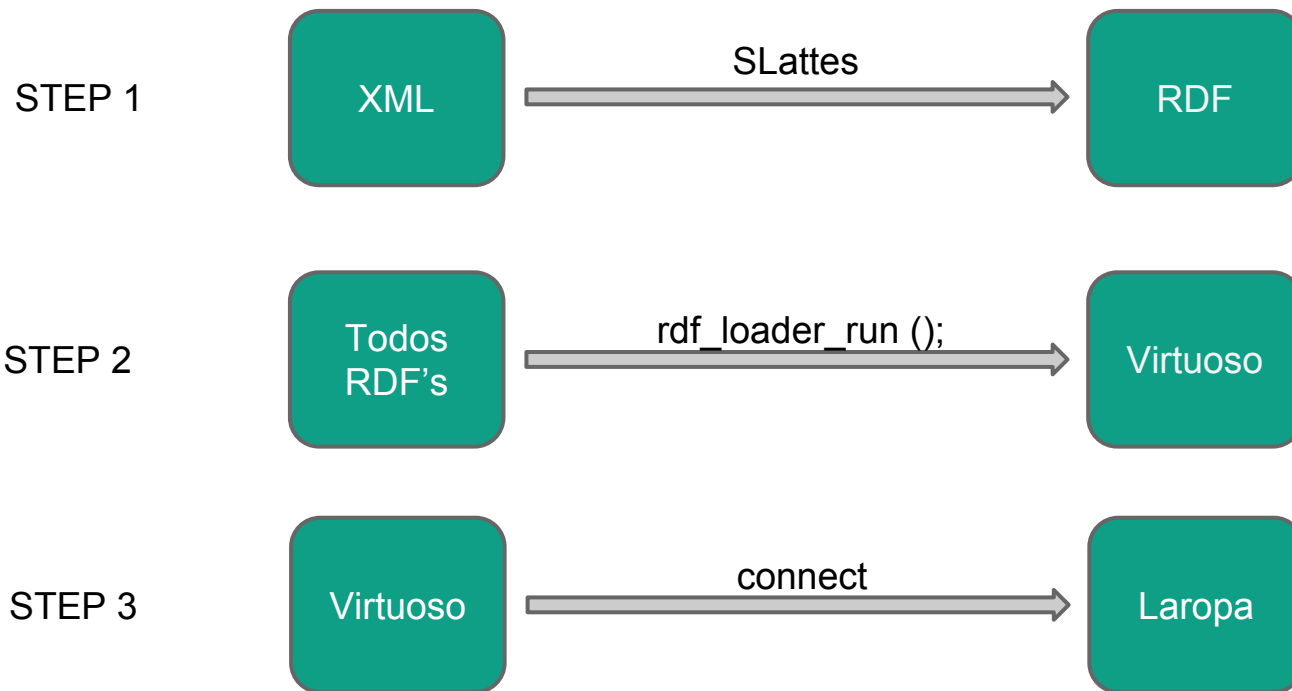 STEP 1
XML
SLattes
RDF
STEP 2
Todos
RDF's
rdf_loader_run ();
Virtuoso
STEP 3
Virtuoso
connect
Laropa